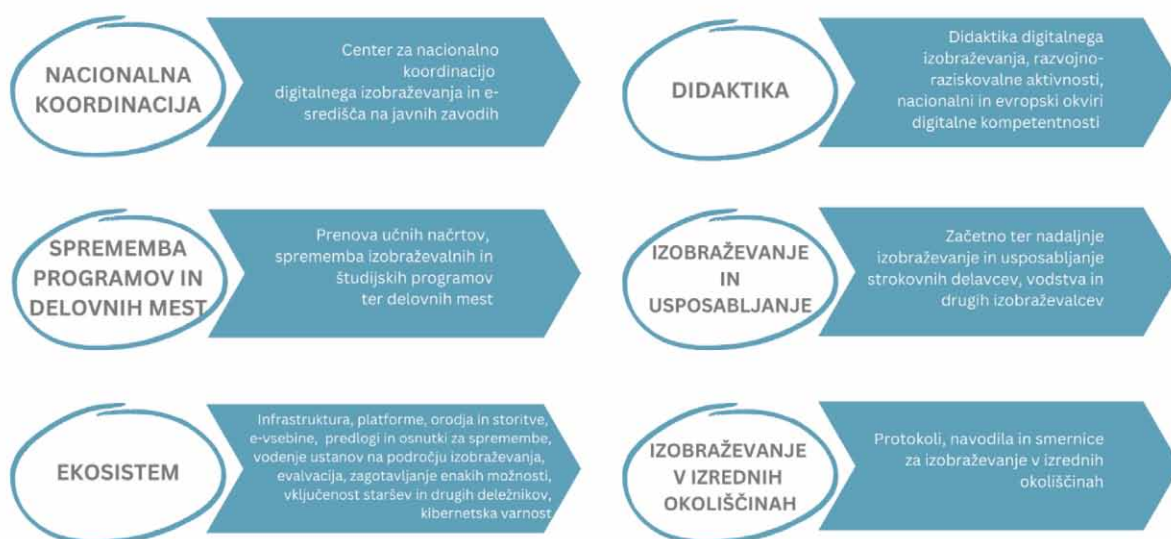 NACIONALNA
KOORDINACIJA
Center za nacionalno
koordinacijo
digitalnega izobraževanja in e-
središča na javnih zavodih
DIDAKTIKA
Didaktika digitalnega
izobraževanja, razvojno-
raziskovalne aktivnosti,
nacionalni in evropski okviri
digitalne kompetentnosti
SPREMEMBA
PROGRAMOV IN
DELOVNIH MEST
Prenova učnih načrtov,
sprememba izobraževalnih in
študijskih programov
ter delovnih mest
IZOBRAŽEVANJE
IN
USPOSABLJANJE
Začetno ter nadaljnje
izobraževanje in usposabljanje
strokovnih delavcev, vodstva in
drugih izobraževalcev
EKOSISTEM
Infrastruktura, platforme, orodja in storitve,
e-vsebine, predlogi in osnutki za spremembe,
vodenje ustanov na področju izobraževanja,
evalvacija, zagotavljanje enakih možnosti,
vključenost staršev in drugih deležnikov,
kibernetska varnost
IZOBRAŽEVANJE
V IZREDNIH
OKOLIŠČINAH
Protokoli, navodila in smernice
za izobraževanje v izrednih
okoliščinah